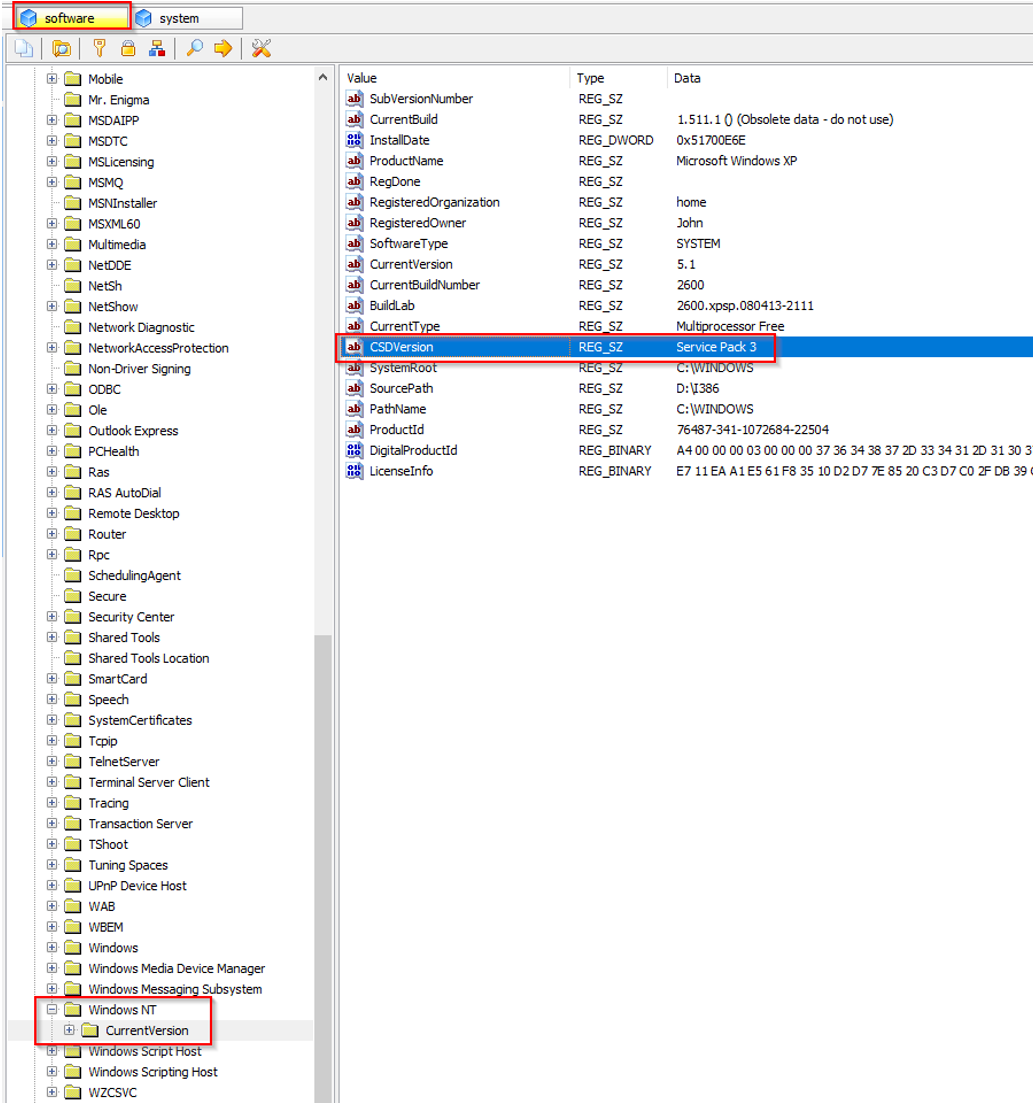 software system
Mobile
Mr. Enigma
MSDAIPP
MSDTC
MSLicensing
MSMQ
MSNInstaller
MSXML60
Multimedia
NetDDE
NetSh
NetShow
Network Diagnostic
NetworkAccessProtection
Non-Driver Signing
ODBC
Ole
Outlook Express
PCHealth
Ras
RAS AutoDial
Remote Desktop
Router
Rpc
SchedulingAgent
Secure
Security Center
Shared Tools
Shared Tools Location
SmartCard
Speech
SystemCertificates
Tcpip
TelnetServer
Terminal Server Client
Tracing
Transaction Server
TShoot
Tuning Spaces
UPnP Device Host
WAB
WBEM
Windows
Windows Media Device Manager
Windows Messaging Subsystem
Windows NT
CurrentVersion
Windows Script Host
Windows Scripting Host
WZCSVC
Value Type Data
SubVersionNumber REG_SZ
CurrentBuild REG_SZ 1.511.1 () (Obsolete data - do not use)
InstallDate REG_DWORD 0x51700E6E
ProductName REG_SZ Microsoft Windows XP
RegDone REG_SZ
RegisteredOrganization REG_SZ home
RegisteredOwner REG_SZ John
SoftwareType REG_SZ SYSTEM
CurrentVersion REG_SZ 5.1
CurrentBuildNumber REG_SZ 2600
BuildLab REG_SZ 2600.xpsp.080413-2111
CurrentType REG_SZ Multiprocessor Free
CSDVersion REG_SZ Service Pack 3
SystemRoot REG_SZ C:\WINDOWS
SourcePath REG_SZ D:\I386
PathName REG_SZ C:\WINDOWS
ProductId REG_SZ 76487-341-1072684-22504
DigitalProductId REG_BINARY A4 00 00 00 03 00 00 00 37 36 34 38 37 2D 33 34 31 2D 31 30 3
LicenseInfo REG_BINARY E7 11 EA A1 E5 61 F8 35 10 D2 D7 7E 85 20 C3 D7 C0 2F DB 39